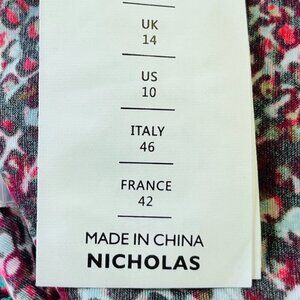 UK
14
US
10
ITALY
46
FRANCE
42
MADE IN CHINA
NICHOLAS